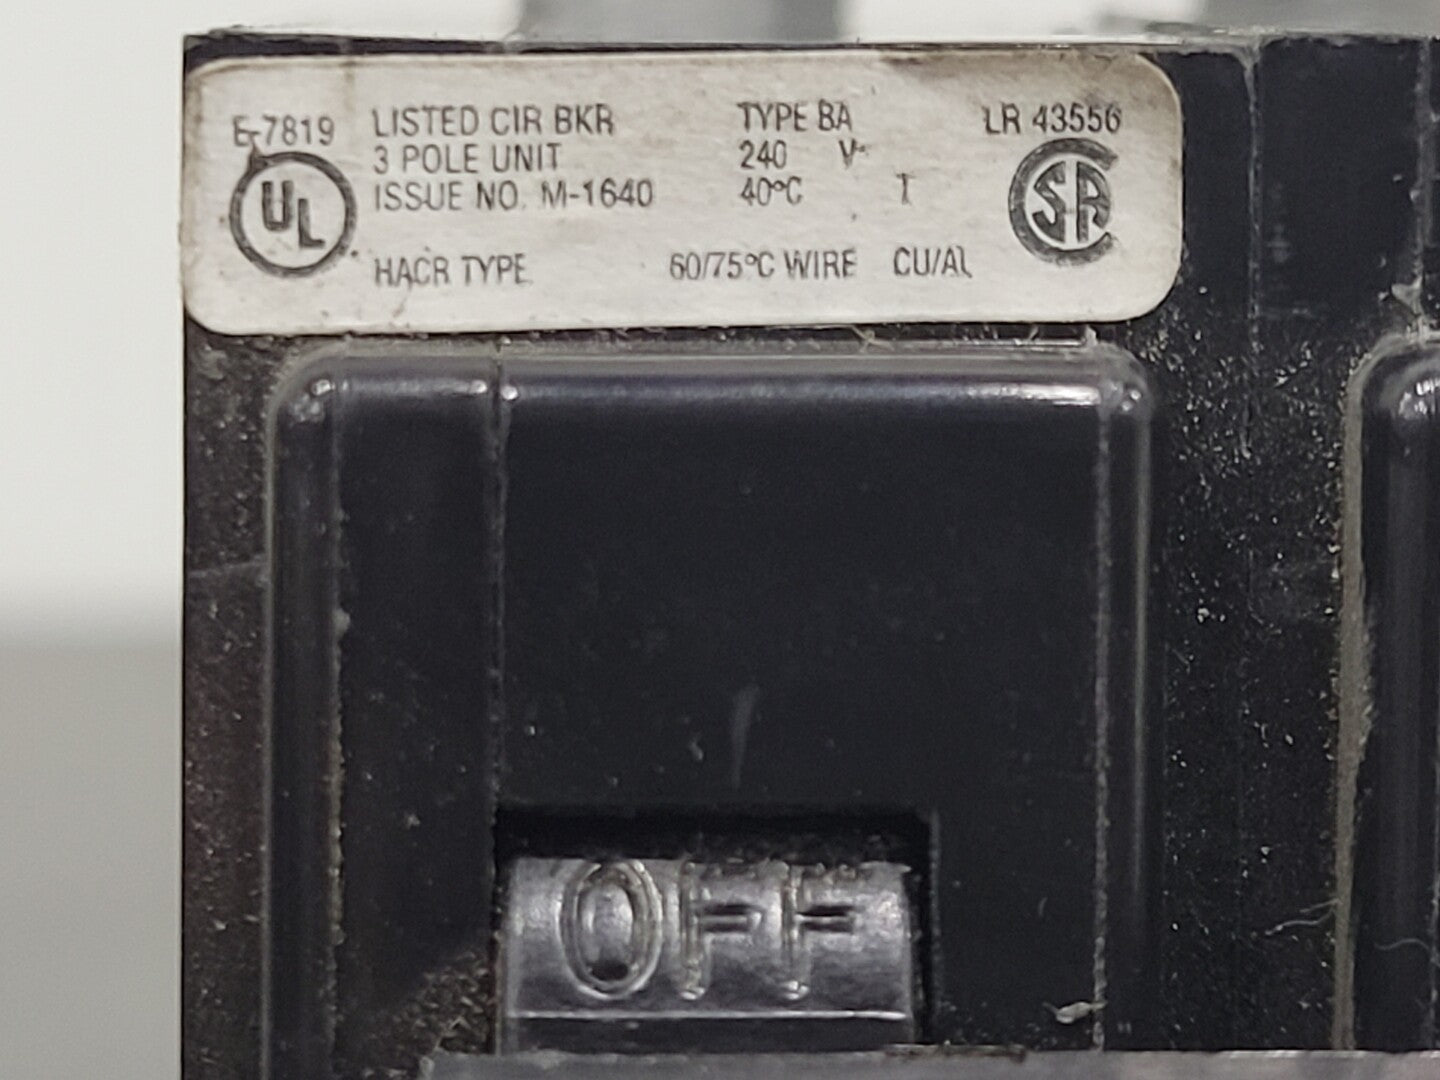 E-7819 LISTED CIR BKR TYPE BA LR 43556
3 POLE UNIT 240 V~
ISSUE NO. M-1640 40°C T
UL SA
HACR TYPE 60/75°C WIRE CU/AL
OFF